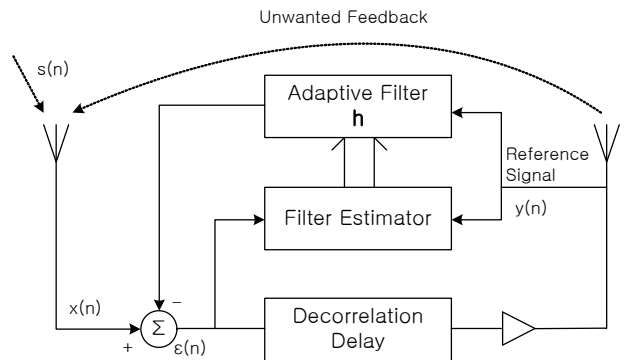 Unwanted Feedback
s(n)
Adaptive Filter
h
Reference
Signal
Filter Estimator
y(n)
x(n)
−
Σ
+
ε(n)
Decorrelation
Delay